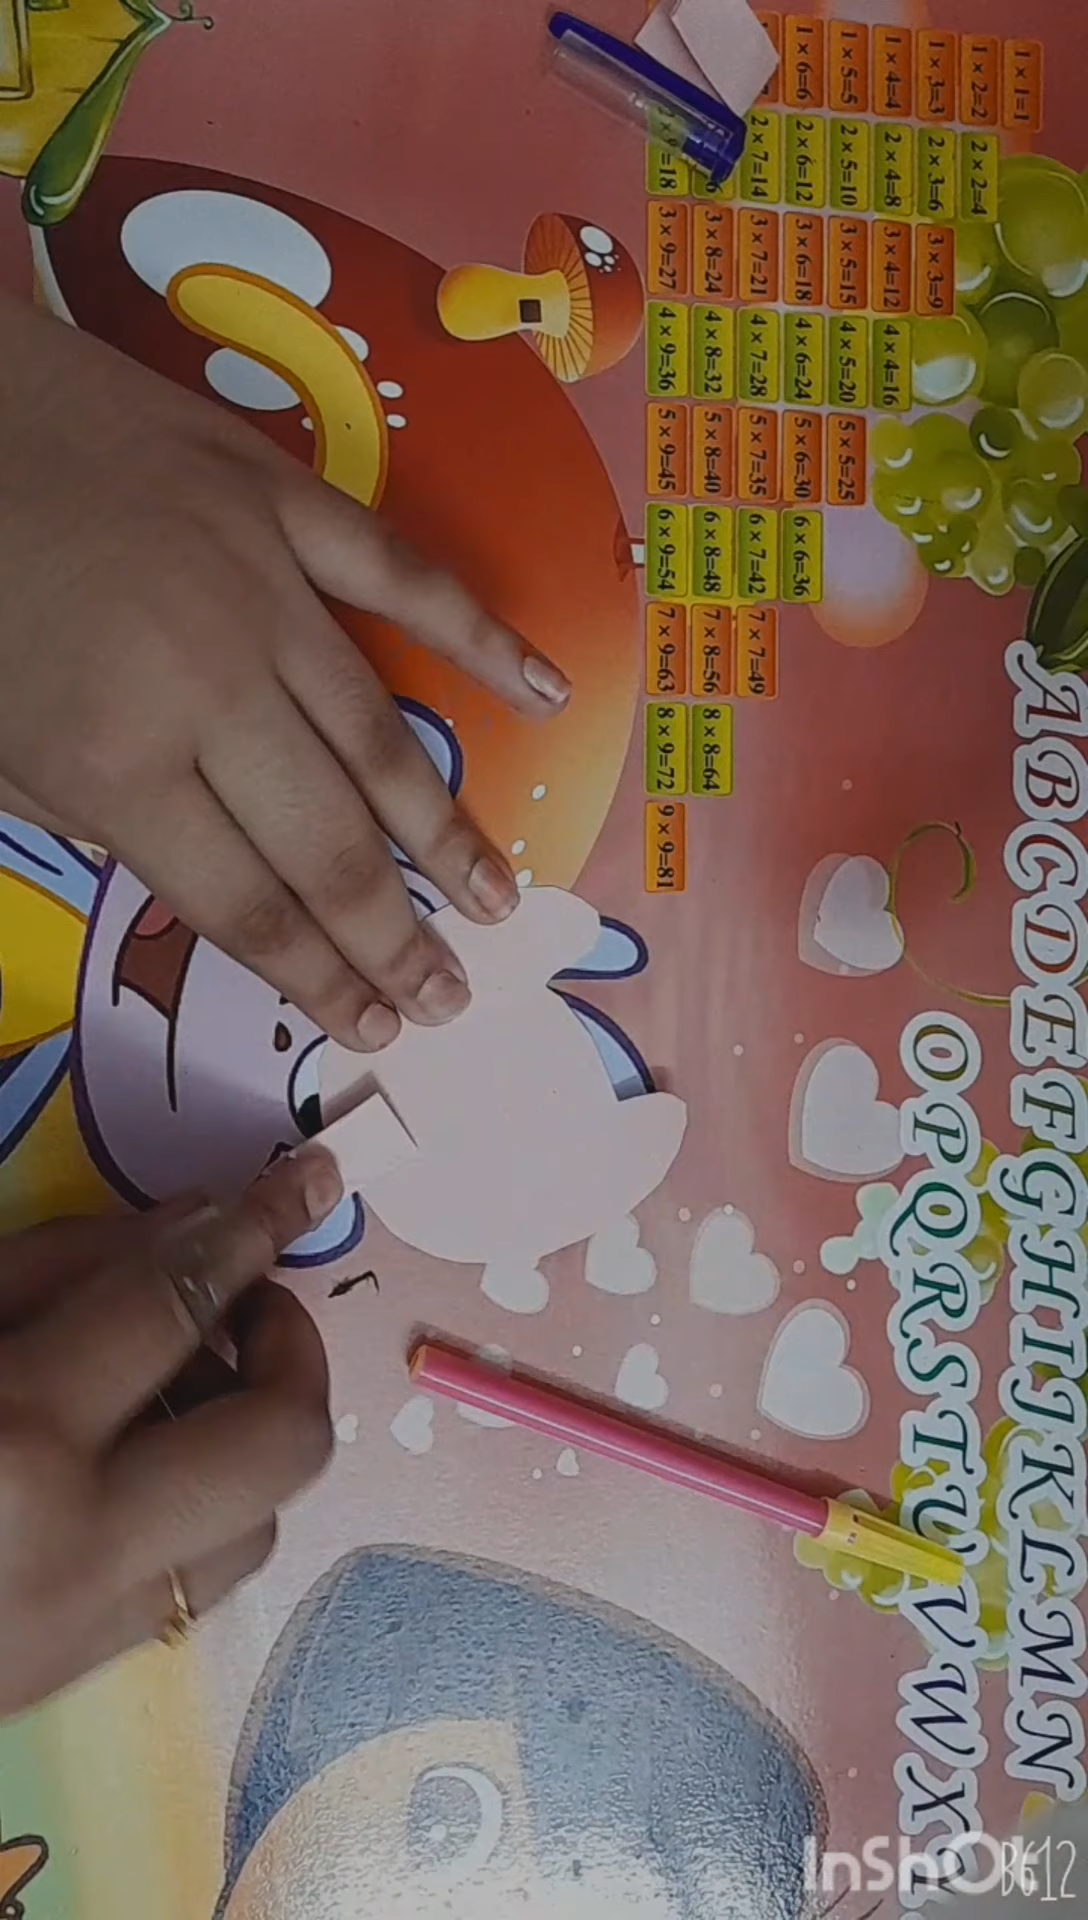 ABCDEFGHIJKLMN
OPQRSTUVWXY
1×1=1
1×2=2 2×2=4
1×3=3 2×3=6 3×3=9
1×4=4 2×4=8 3×4=12 4×4=16
1×5=5 2×5=10 3×5=15 4×5=20 5×5=25
1×6=6 2×6=12 3×6=18 4×6=24 5×6=30 6×6=36
2×7=14 3×7=21 4×7=28 5×7=35 6×7=42 7×7=49
3×8=24 4×8=32 5×8=40 6×8=48 7×8=56 8×8=64
=18 3×9=27 4×9=36 5×9=45 6×9=54 7×9=63 8×9=72 9×9=81
InShOt B612